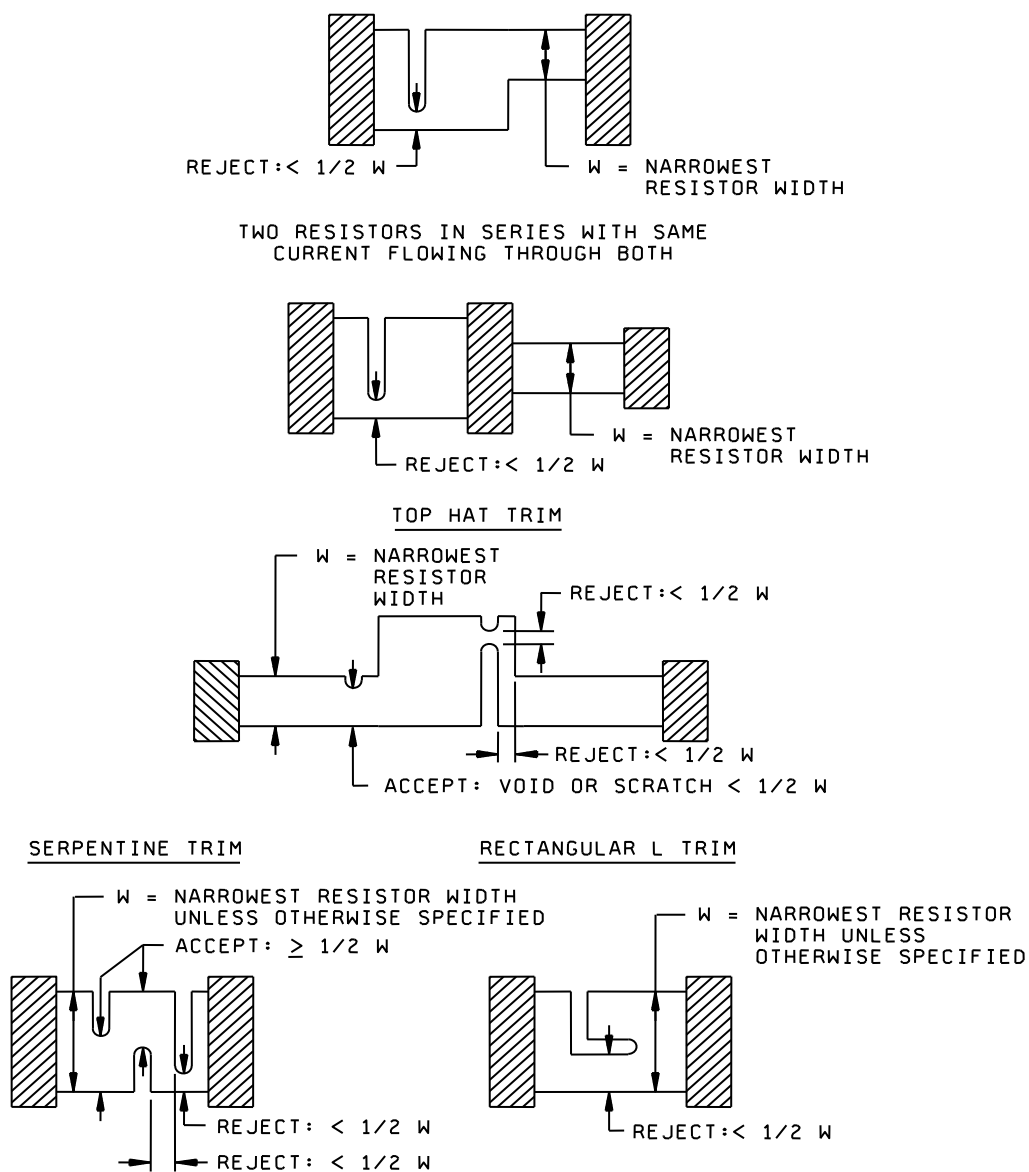 REJECT:< 1/2 W
W = NARROWEST
RESISTOR WIDTH
TWO RESISTORS IN SERIES WITH SAME
CURRENT FLOWING THROUGH BOTH
W = NARROWEST
RESISTOR WIDTH
REJECT:< 1/2 W
TOP HAT TRIM
W = NARROWEST
RESISTOR
WIDTH
REJECT:< 1/2 W
REJECT:< 1/2 W
ACCEPT: VOID OR SCRATCH < 1/2 W
SERPENTINE TRIM
W = NARROWEST RESISTOR WIDTH
UNLESS OTHERWISE SPECIFIED
ACCEPT: ≥ 1/2 W
REJECT: < 1/2 W
REJECT: < 1/2 W
RECTANGULAR L TRIM
W = NARROWEST RESISTOR
WIDTH UNLESS
OTHERWISE SPECIFIED
REJECT:< 1/2 W